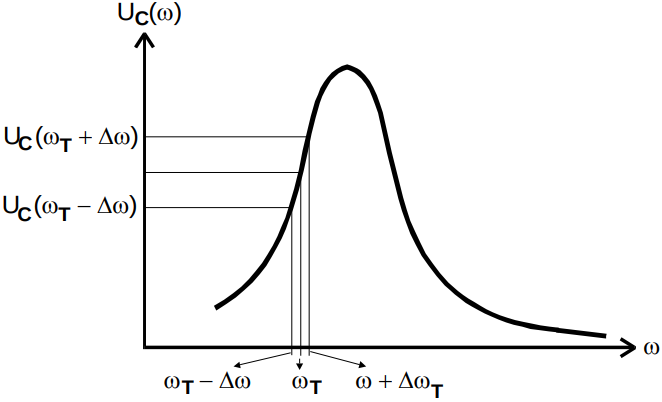 U_C(ω)
U_C(ω_T + Δω)
U_C(ω_T − Δω)
ω
ω_T − Δω ω_T ω + Δω_T